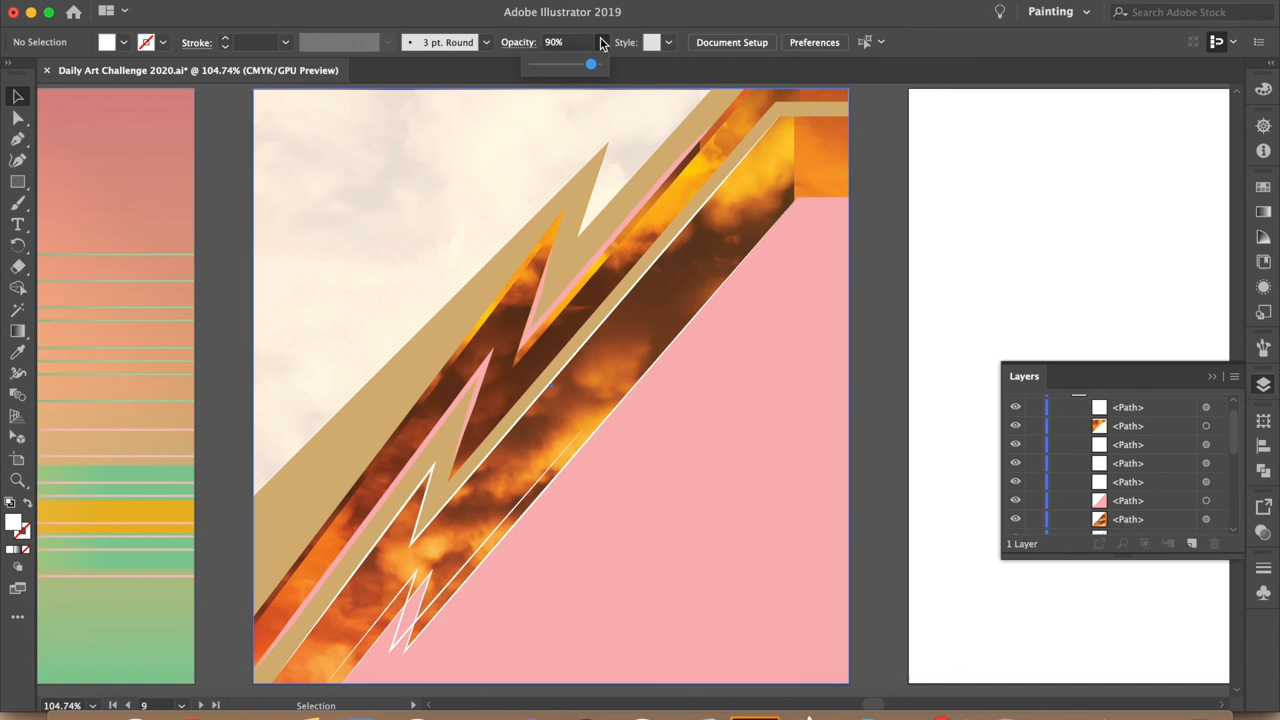 Adobe Illustrator 2019
Painting
Search Adobe Stock
No Selection
Stroke:
3 pt. Round
Opacity:
90%
Style:
Document Setup
Preferences
Daily Art Challenge 2020.ai* @ 104.74% (CMYK/GPU Preview)
Layers
<Path>
<Path>
<Path>
<Path>
<Path>
<Path>
<Path>
1 Layer
104.74%
9
Selection